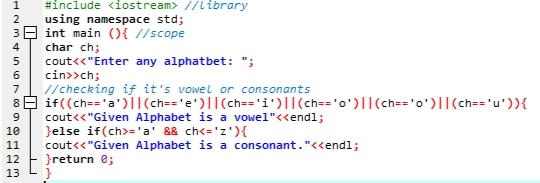 1 #include <iostream> //Library
2 using namespace std;
3 int main (){ //scope
4 char ch;
5 cout<<"Enter any alphatbet: ";
6 cin>>ch;
7 //checking if it's vowel or consonants
8 if((ch=='a')||(ch=='e')||(ch=='i')||(ch=='o')||(ch=='o')||(ch=='u')){
9 cout<<"Given Alphabet is a vowel"<<endl;
10 }else if(ch>='a' && ch<='z'){
11 cout<<"Given Alphabet is a consonant."<<endl;
12 }return 0;
13 }